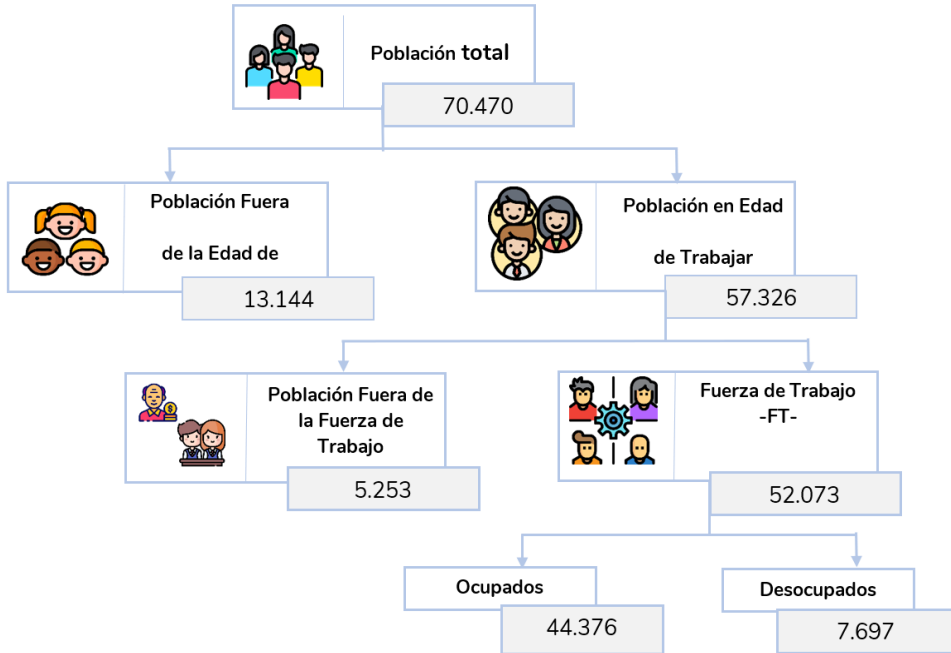 Población total
70.470
Población Fuera
de la Edad de
13.144
Población en Edad
de Trabajar
57.326
Población Fuera de
la Fuerza de
Trabajo
5.253
Fuerza de Trabajo
-FT-
52.073
Ocupados
44.376
Desocupados
7.697